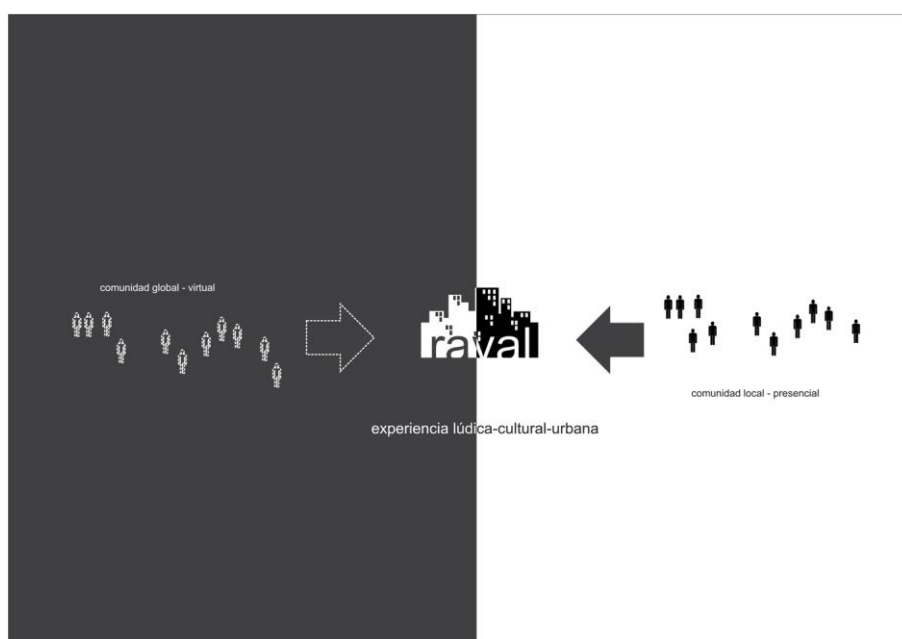 comunidad global - virtual
raval
comunidad local - presencial
experiencia lúdica-cultural-urbana